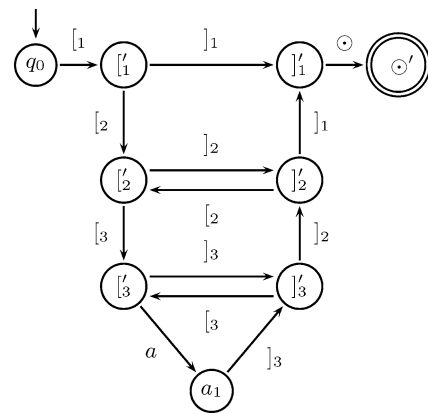 [₁ ]₁ ⊙
q₀ [′₁ ]′₁ ⊙′
[₂ ]₂ ]₁
[′₂ ]′₂
[₂
[₃ ]₃ ]₂
[′₃ ]′₃
[₃
a ]₃
a₁